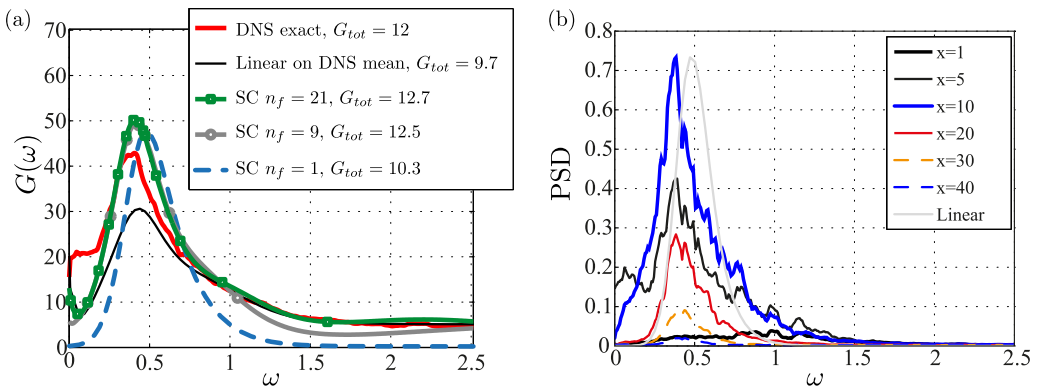 (a)
70
60
50
40
30
20
10
0
G(ω)
0
0.5
1
1.5
2
2.5
ω
DNS exact, G_tot = 12
Linear on DNS mean, G_tot = 9.7
SC n_f = 21, G_tot = 12.7
SC n_f = 9, G_tot = 12.5
SC n_f = 1, G_tot = 10.3
(b)
0.8
0.7
0.6
0.5
0.4
0.3
0.2
0.1
0
PSD
0
0.5
1
1.5
2
2.5
ω
x=1
x=5
x=10
x=20
x=30
x=40
Linear